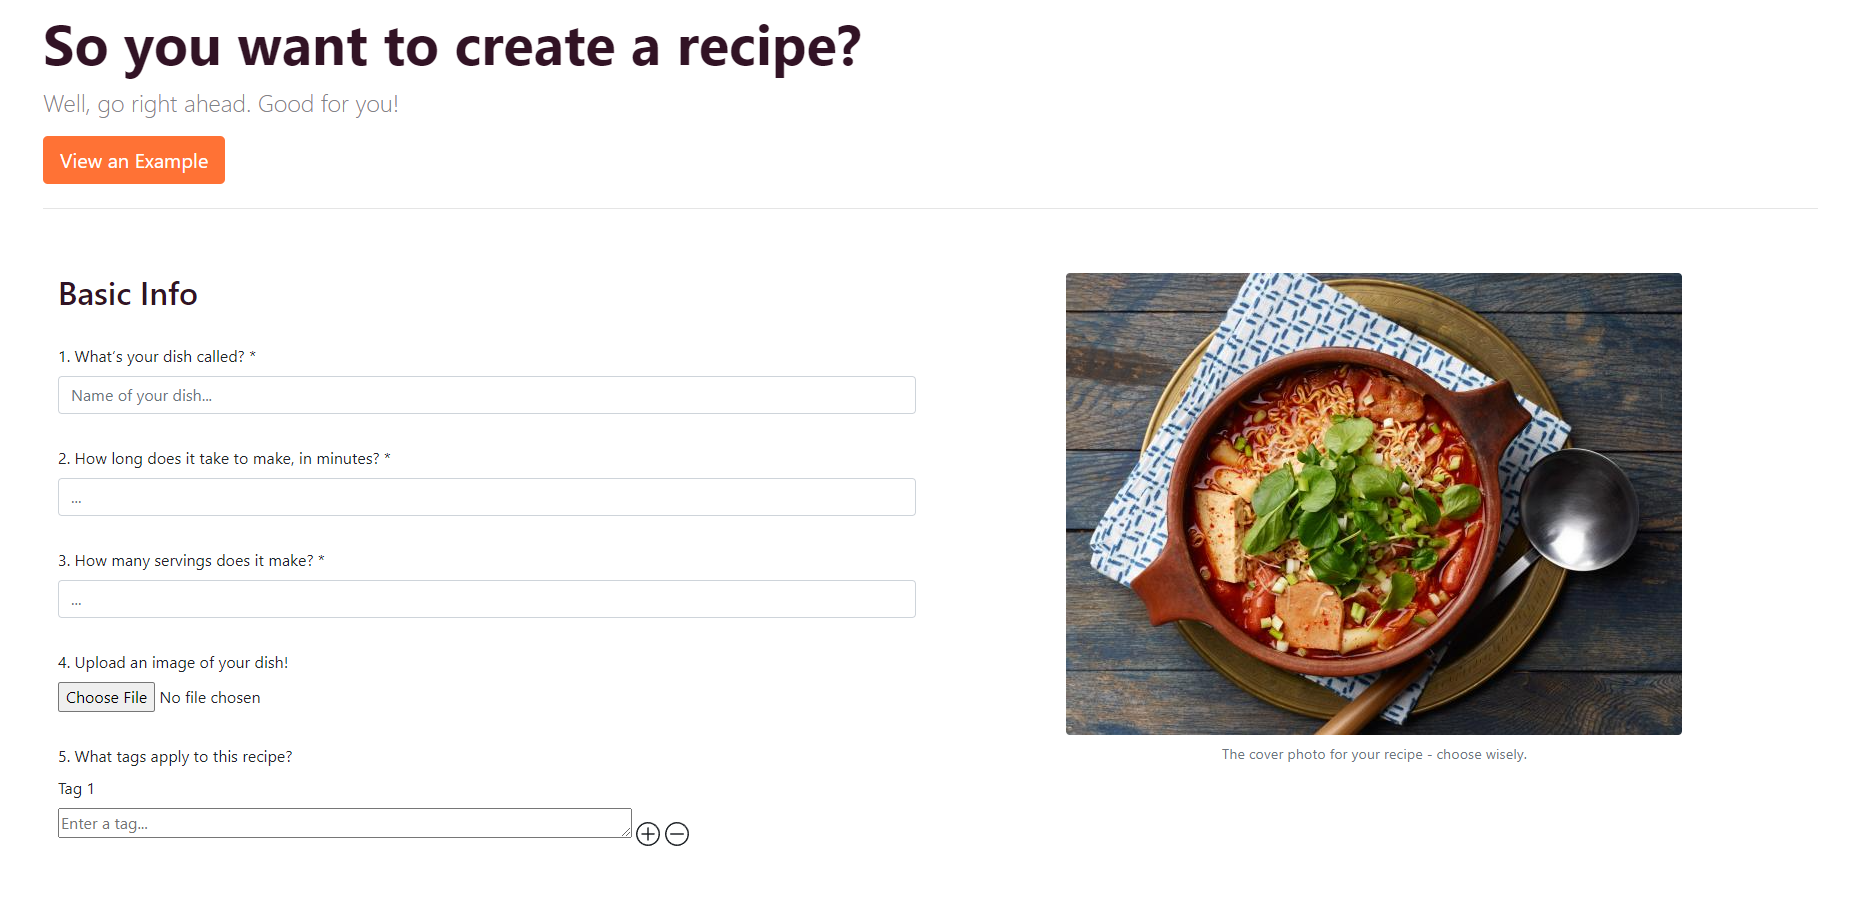 So you want to create a recipe?
Well, go right ahead. Good for you!
View an Example
Basic Info
1. What's your dish called? *
Name of your dish...
2. How long does it take to make, in minutes? *
...
3. How many servings does it make? *
...
4. Upload an image of your dish!
Choose File No file chosen
5. What tags apply to this recipe?
Tag 1
Enter a tag...
The cover photo for your recipe - choose wisely.